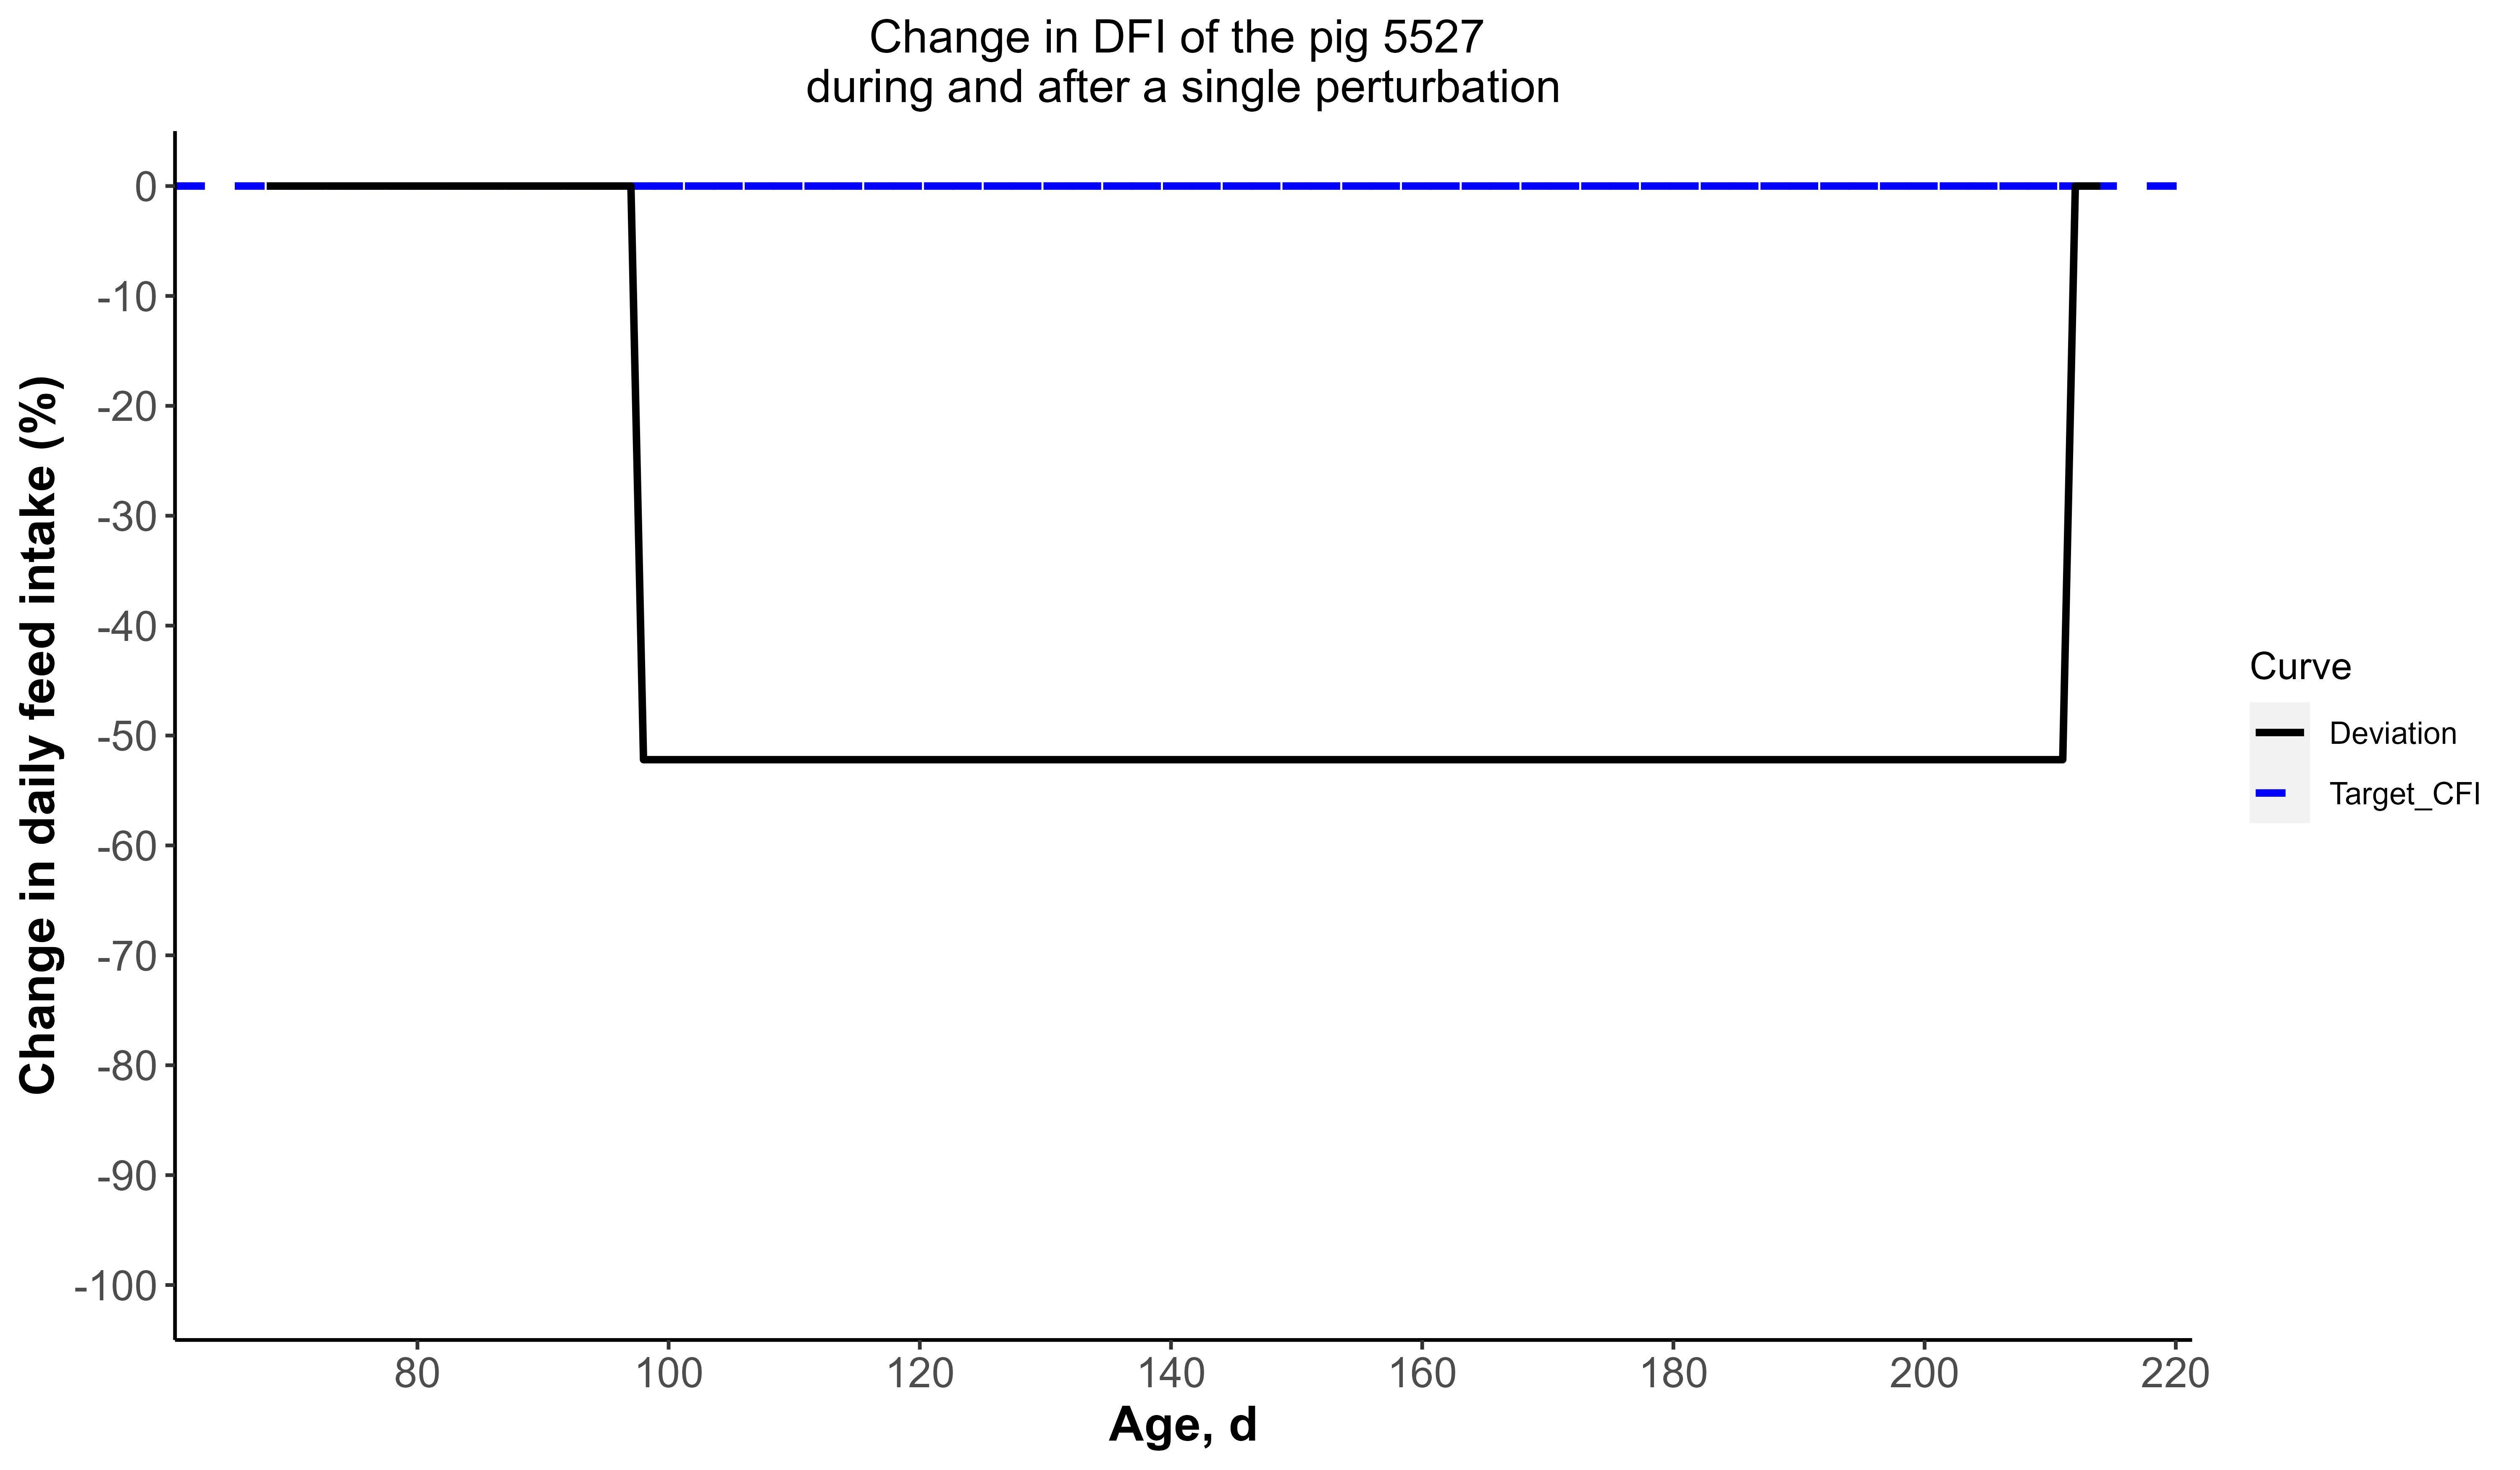 Change in DFI of the pig 5527
during and after a single perturbation
Change in daily feed intake (%)
0
-10
-20
-30
-40
-50
-60
-70
-80
-90
-100
80
100
120
140
160
180
200
220
Age, d
Curve
Deviation
Target_CFI